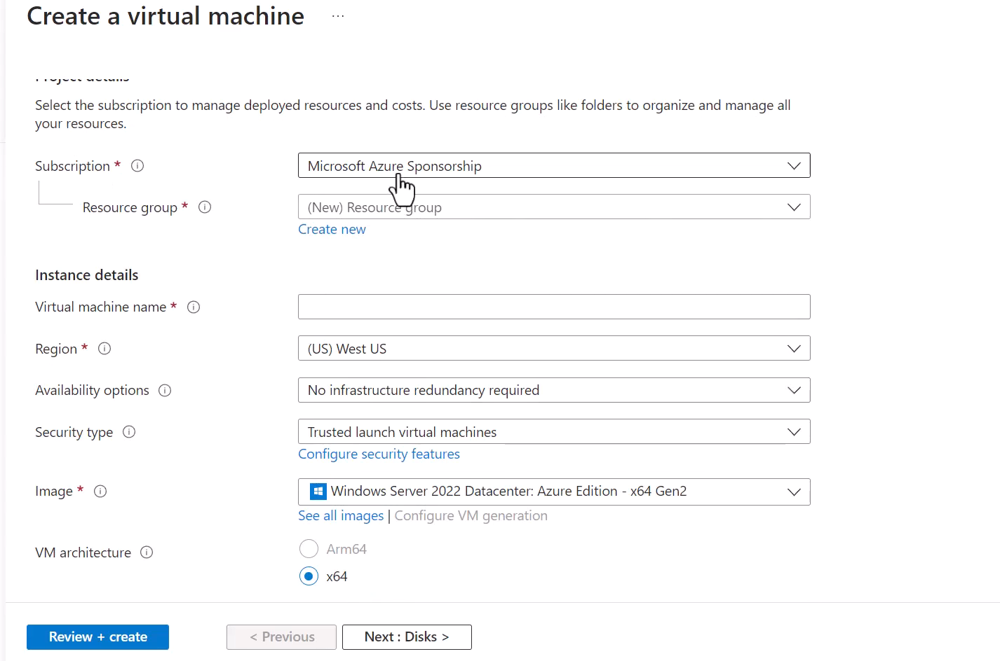 Create a virtual machine ...
Project details
Select the subscription to manage deployed resources and costs. Use resource groups like folders to organize and manage all
your resources.
Subscription *
Microsoft Azure Sponsorship
Resource group *
(New) Resource group
Create new
Instance details
Virtual machine name *
Region *
(US) West US
Availability options
No infrastructure redundancy required
Security type
Trusted launch virtual machines
Configure security features
Image *
Windows Server 2022 Datacenter: Azure Edition - x64 Gen2
See all images | Configure VM generation
VM architecture
Arm64
x64
Review + create
< Previous
Next : Disks >